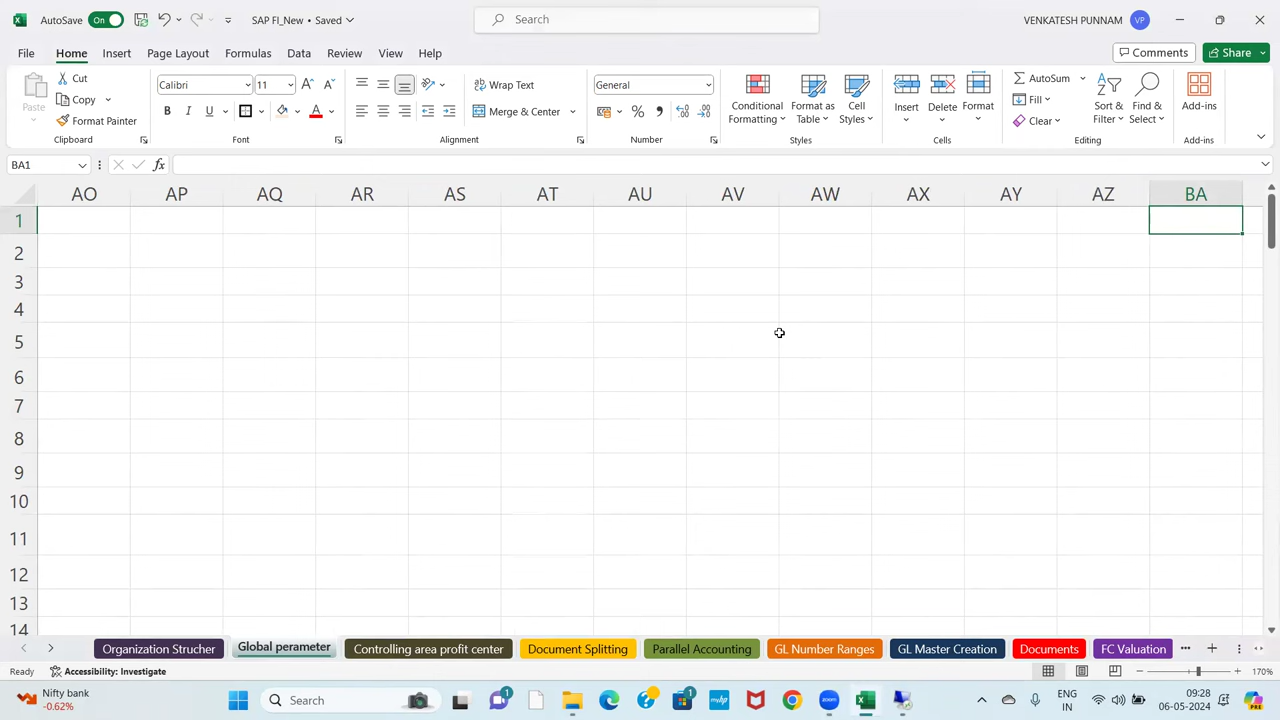 AutoSave On SAP FI_New • Saved Search VENKATESH PUNNAM VP
File Home Insert Page Layout Formulas Data Review View Help Comments Share
Paste Cut Copy Format Painter Clipboard
Calibri 11 B I U Font
Wrap Text Merge & Center Alignment
General % Number
Conditional Formatting Format as Table Cell Styles Styles
Insert Delete Format Cells
AutoSum Fill Clear Sort & Filter Find & Select Editing
Add-ins Add-ins
BA1 fx
AO AP AQ AR AS AT AU AV AW AX AY AZ BA
1
2
3
4
5
6
7
8
9
10
11
12
13
14
Organization Strucher Global perameter Controlling area profit center Document Splitting Parallel Accounting GL Number Ranges GL Master Creation Documents FC Valuation
Ready Accessibility: Investigate 170%
Nifty bank
-0.62%
Search
1
1
ENG
IN
09:28
06-05-2024